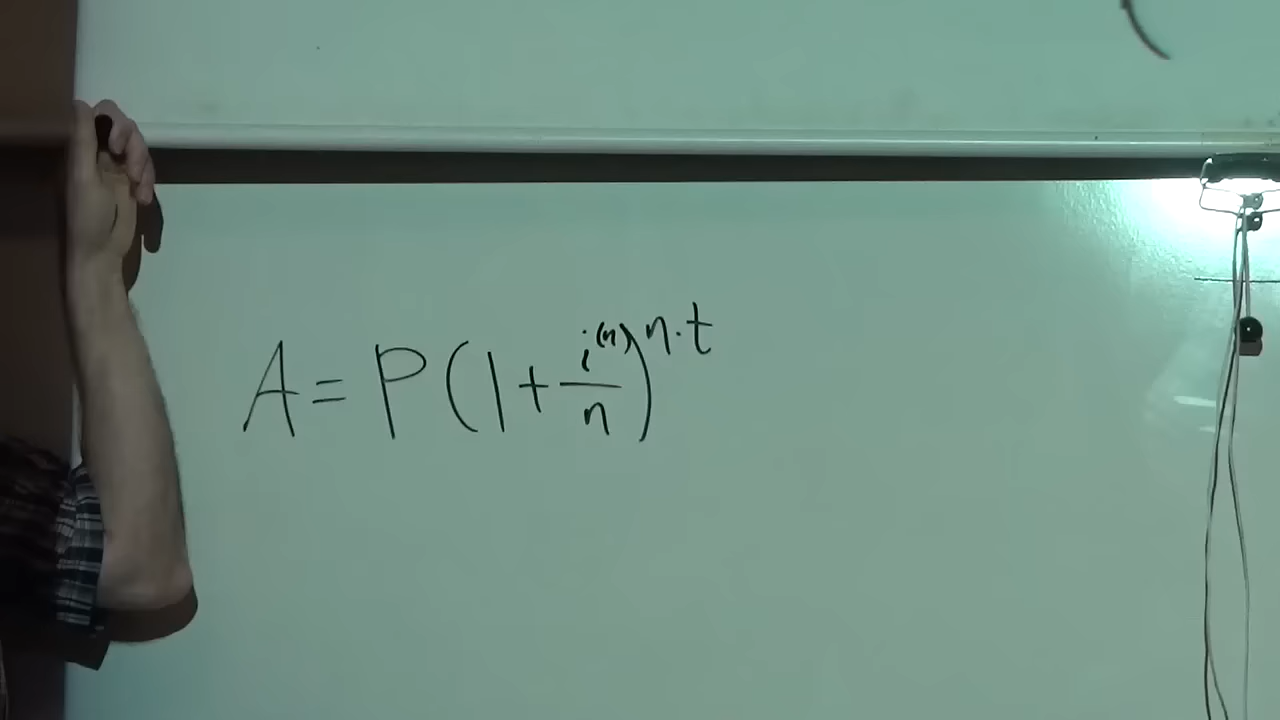 A = P(1 + i^(n)/n)^n·t